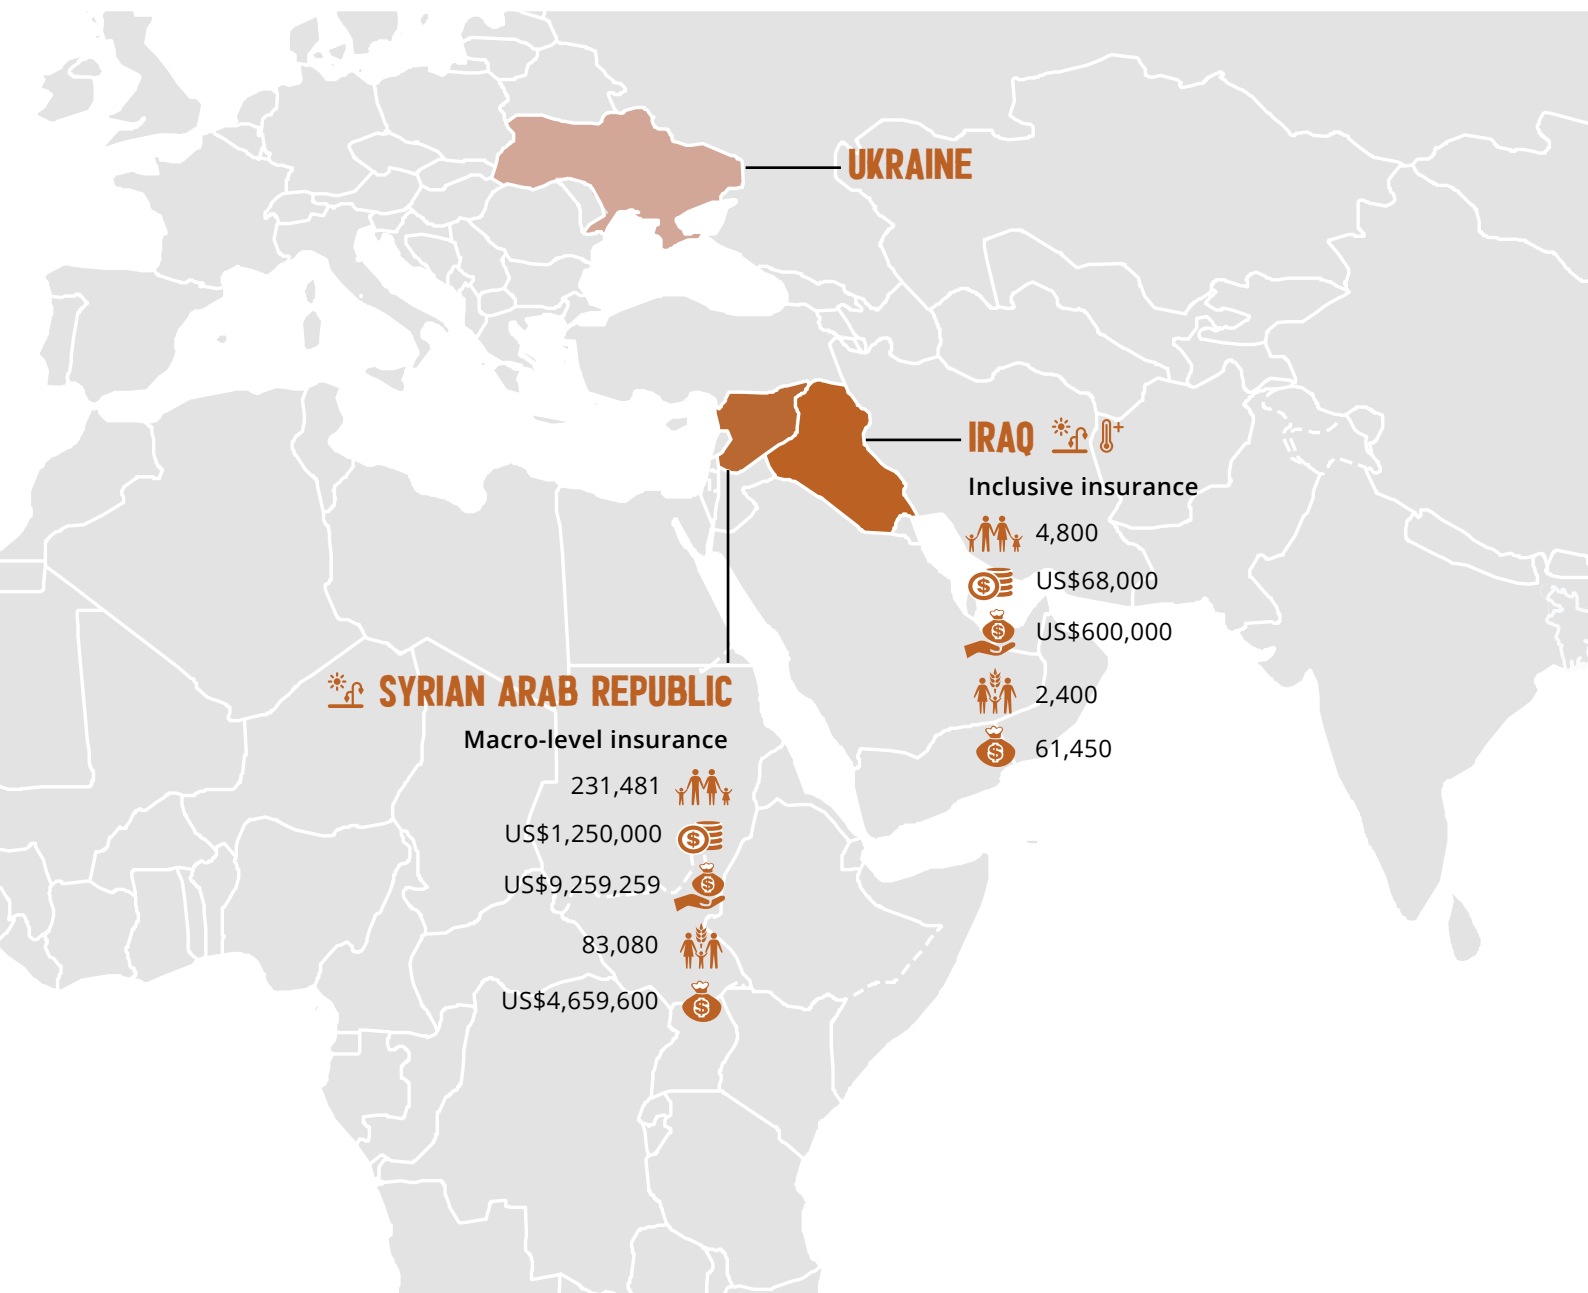 UKRAINE
IRAQ
Inclusive insurance
4,800
US$68,000
US$600,000
2,400
61,450
SYRIAN ARAB REPUBLIC
Macro-level insurance
231,481
US$1,250,000
US$9,259,259
83,080
US$4,659,600